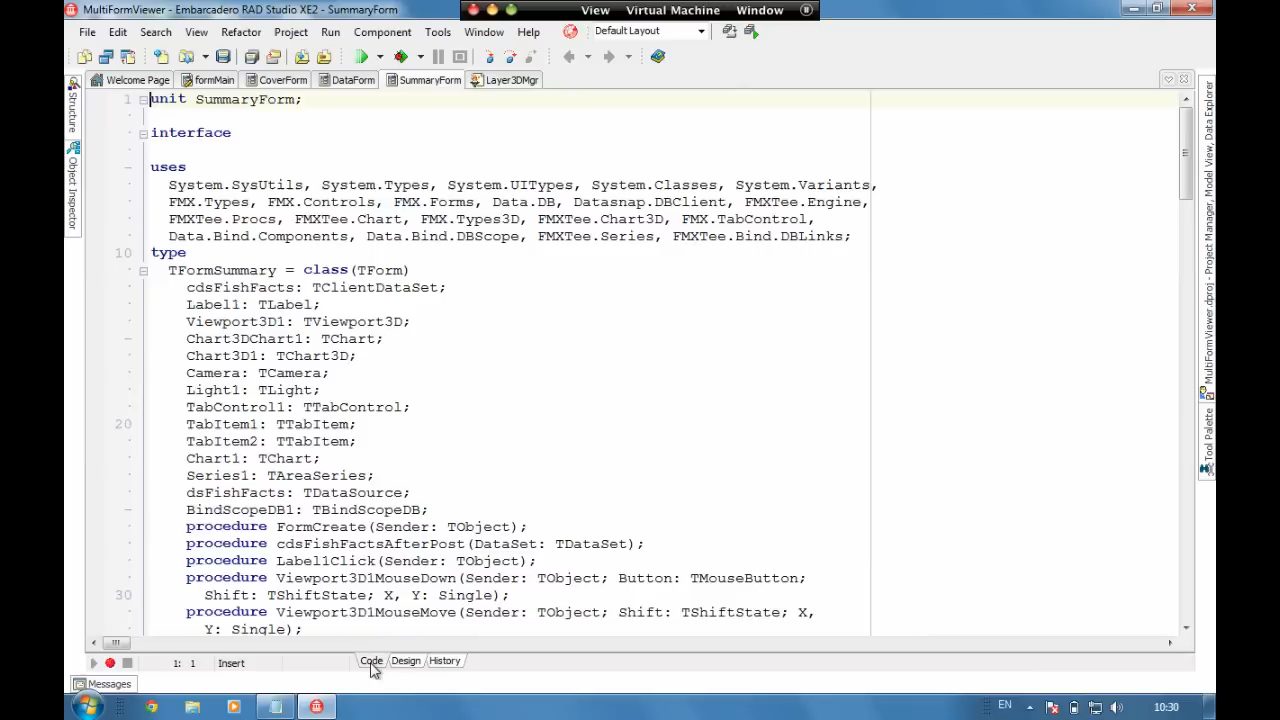 MultiFormViewer - Embarcadero RAD Studio XE2 - SummaryForm
View Virtual Machine Window
File Edit Search View Refactor Project Run Component Tools Window Help Default Layout
Welcome Page formMain CoverForm DataForm SummaryForm Layer3DMgr
1 unit SummaryForm;
interface
uses
System.SysUtils, System.Types, System.UITypes, System.Classes, System.Variants,
FMX.Types, FMX.Controls, FMX.Forms, Data.DB, Datasnap.DBClient, FMXTee.Engine,
FMXTee.Procs, FMXTee.Chart, FMX.Types3D, FMXTee.Chart3D, FMX.TabControl,
Data.Bind.Components, Data.Bind.DBScope, FMXTee.Series, FMXTee.Bind.DBLinks;
10 type
TFormSummary = class(TForm)
cdsFishFacts: TClientDataSet;
Label1: TLabel;
Viewport3D1: TViewport3D;
Chart3DChart1: TChart;
Chart3D1: TChart3D;
Camera: TCamera;
Light1: TLight;
TabControl1: TTabControl;
20 TabItem1: TTabItem;
TabItem2: TTabItem;
Chart1: TChart;
Series1: TAreaSeries;
dsFishFacts: TDataSource;
BindScopeDB1: TBindScopeDB;
procedure FormCreate(Sender: TObject);
procedure cdsFishFactsAfterPost(DataSet: TDataSet);
procedure Label1Click(Sender: TObject);
procedure Viewport3D1MouseDown(Sender: TObject; Button: TMouseButton;
30 Shift: TShiftState; X, Y: Single);
procedure Viewport3D1MouseMove(Sender: TObject; Shift: TShiftState; X,
Y: Single);
1: 1 Insert Code Design History
Messages
EN 10:30
Structure
Object Inspector
MultiFormViewer.dproj - Project Manager, Model View, Data Explorer
Tool Palette